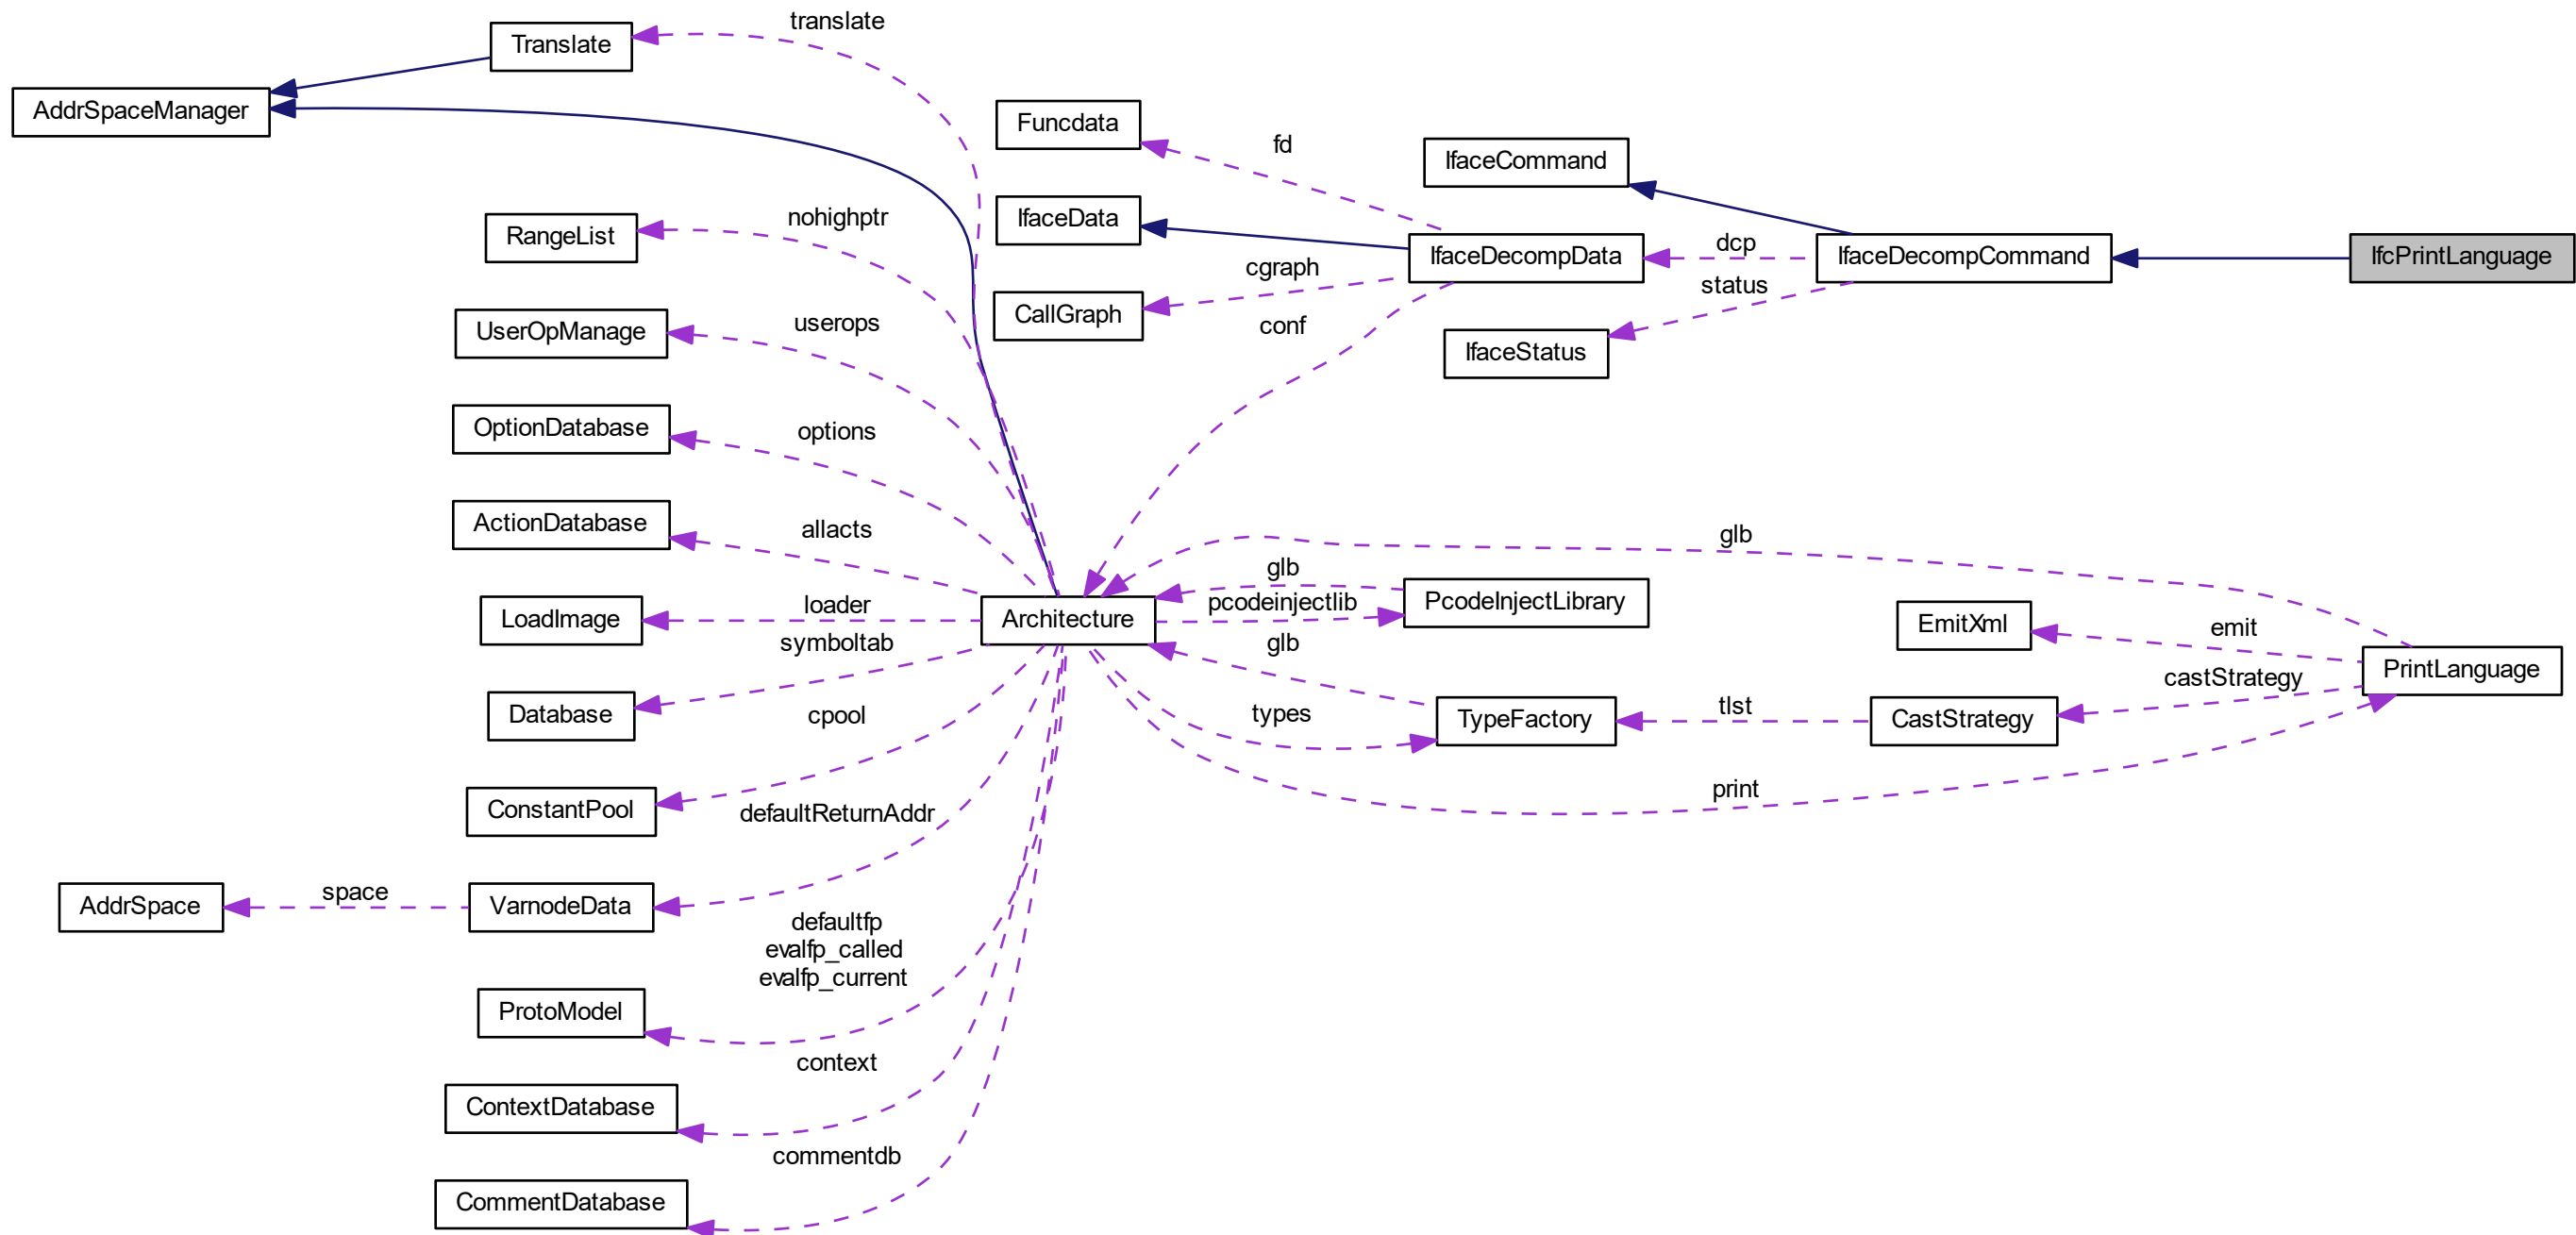 translate
Translate
AddrSpaceManager
Funcdata
fd
IfaceCommand
nohighptr
RangeList
IfaceData
cgraph
IfaceDecompData
dcp
status
IfaceDecompCommand
IfcPrintLanguage
UserOpManage
userops
CallGraph
conf
IfaceStatus
OptionDatabase
options
ActionDatabase
allacts
glb
LoadImage
loader
symboltab
Architecture
glb
pcodeinjectlib
glb
PcodeInjectLibrary
EmitXml
emit
castStrategy
PrintLanguage
Database
cpool
types
TypeFactory
tlst
CastStrategy
print
ConstantPool
defaultReturnAddr
AddrSpace
space
VarnodeData
defaultfp
evalfp_called
evalfp_current
ProtoModel
context
ContextDatabase
commentdb
CommentDatabase